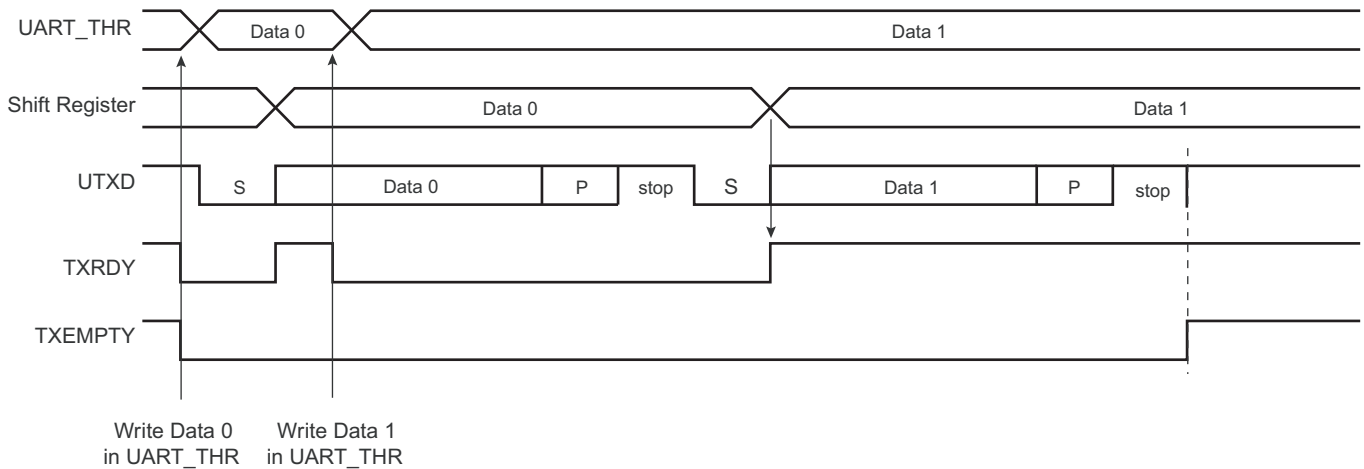 UART_THR Data 0 Data 1
Shift Register Data 0 Data 1
UTXD S Data 0 P stop S Data 1 P stop
TXRDY
TXEMPTY
Write Data 0 Write Data 1
in UART_THR in UART_THR